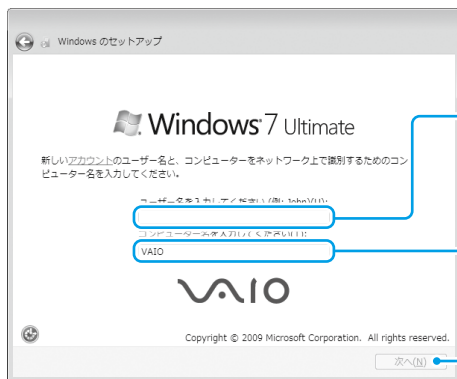 Windows のセットアップ
Windows 7 Ultimate
新しいアカウントのユーザー名と、コンピューターをネットワーク上で識別するためのコン
ピューター名を入力してください。
ユーザー名を入力してください (例: John)(U):
コンピューター名を入力してください(T):
VAIO
VAIO
Copyright © 2009 Microsoft Corporation. All rights reserved.
次へ(N)